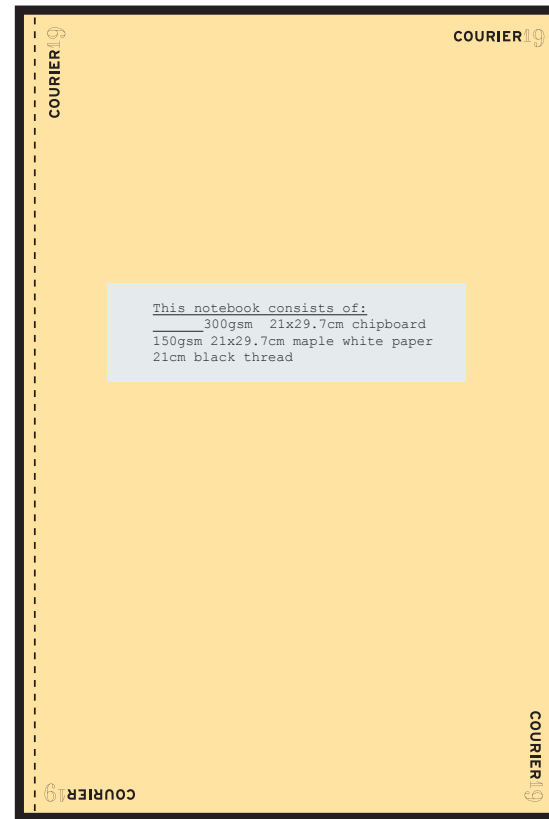 COURIER19
COURIER19
This notebook consists of:
______300gsm 21x29.7cm chipboard
150gsm 21x29.7cm maple white paper
21cm black thread
COURIER19
COURIER19